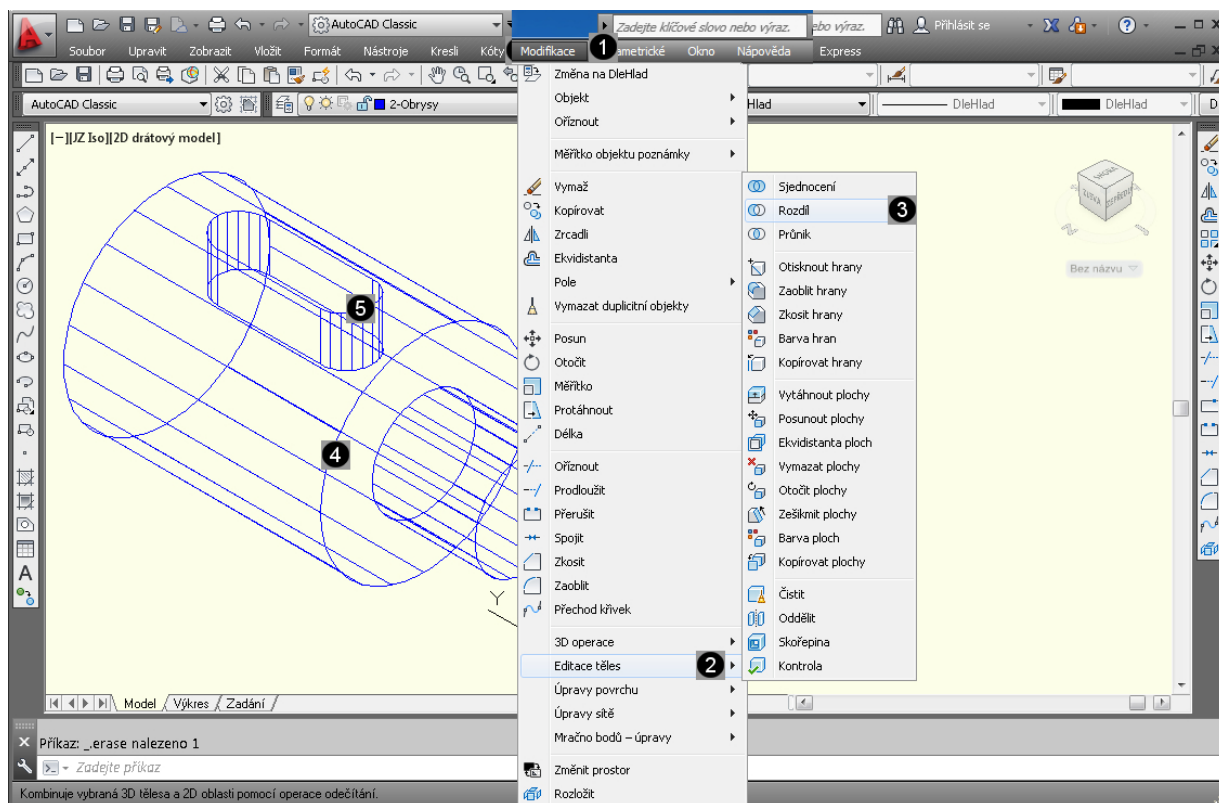 AutoCAD Classic
Zadejte klíčové slovo nebo výraz.
ebo výraz.
Přihlásit se
Soubor Upravit Zobrazit Vložit Formát Nástroje Kresli Kóty Modifikace 1 ametrické Okno Nápověda Express
AutoCAD Classic
2-Obrysy
Hlad
DleHlad
DleHlad
D
[−][JZ Iso][2D drátový model]
Změna na DleHlad
Objekt
Oříznout
Měřítko objektu poznámky
Vymaž
Kopírovat
Zrcadli
Ekvidistanta
Pole
Vymazat duplicitní objekty
Posun
Otočit
Měřítko
Protáhnout
Délka
Oříznout
Prodloužit
Přerušit
Spojit
Zkosit
Zaoblit
Přechod křivek
3D operace
Editace těles 2
Úpravy povrchu
Úpravy sítě
Mračno bodů – úpravy
Změnit prostor
Rozložit
Sjednocení
Rozdíl 3
Průnik
Otisknout hrany
Zaoblit hrany
Zkosit hrany
Barva hran
Kopírovat hrany
Vytáhnout plochy
Posunout plochy
Ekvidistanta ploch
Vymazat plochy
Otočit plochy
Zešikmit plochy
Barva ploch
Kopírovat plochy
Čistit
Oddělit
Skořepina
Kontrola
5
4
Y
Bez názvu
A
Model Výkres Zadání
Příkaz: _.erase nalezeno 1
Zadejte příkaz
Kombinuje vybraná 3D tělesa a 2D oblasti pomocí operace odečítání.